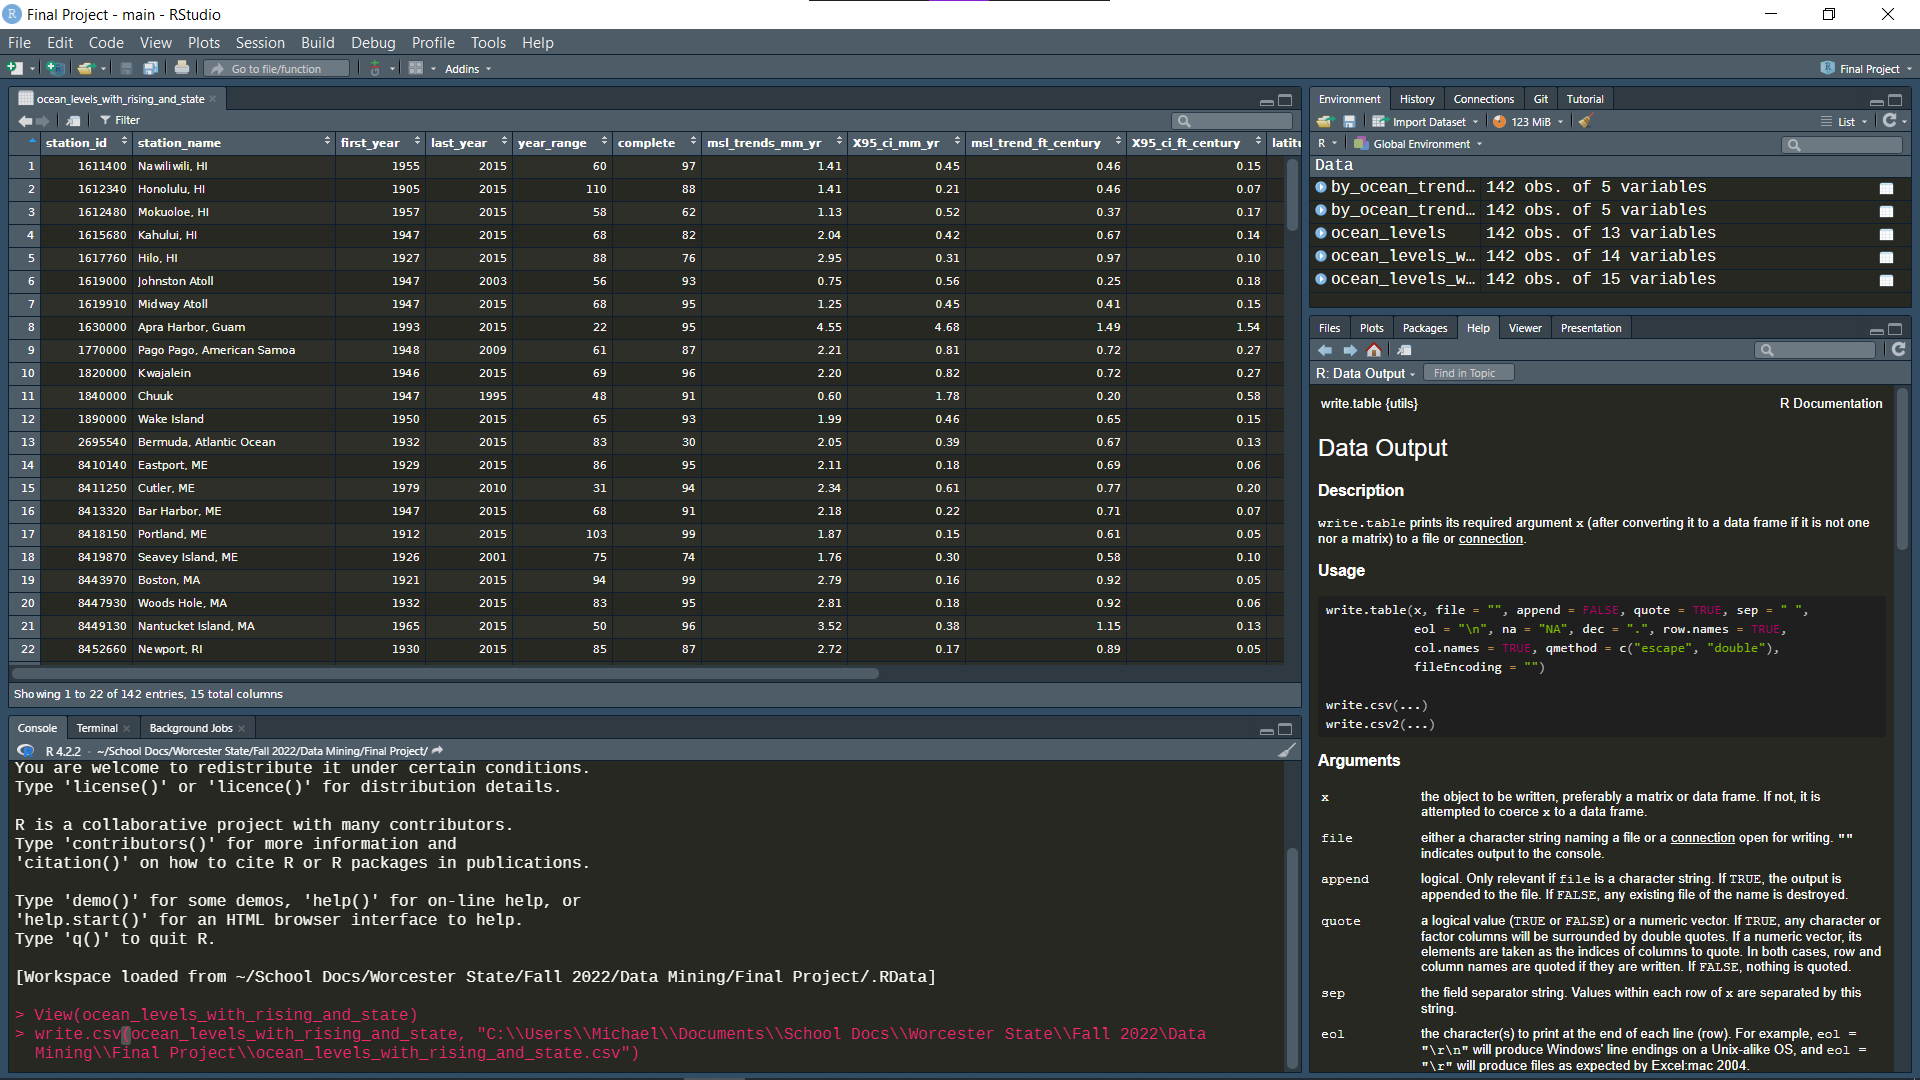 Final Project - main - RStudio
File Edit Code View Plots Session Build Debug Profile Tools Help
Go to file/function Addins Final Project
ocean_levels_with_rising_and_state
Filter
station_id station_name first_year last_year year_range complete msl_trends_mm_yr X95_ci_mm_yr msl_trend_ft_century X95_ci_ft_century latitu
1 1611400 Nawiliwili, HI 1955 2015 60 97 1.41 0.45 0.46 0.15
2 1612340 Honolulu, HI 1905 2015 110 88 1.41 0.21 0.46 0.07
3 1612480 Mokuoloe, HI 1957 2015 58 62 1.13 0.52 0.37 0.17
4 1615680 Kahului, HI 1947 2015 68 82 2.04 0.42 0.67 0.14
5 1617760 Hilo, HI 1927 2015 88 76 2.95 0.31 0.97 0.10
6 1619000 Johnston Atoll 1947 2003 56 93 0.75 0.56 0.25 0.18
7 1619910 Midway Atoll 1947 2015 68 95 1.25 0.45 0.41 0.15
8 1630000 Apra Harbor, Guam 1993 2015 22 95 4.55 4.68 1.49 1.54
9 1770000 Pago Pago, American Samoa 1948 2009 61 87 2.21 0.81 0.72 0.27
10 1820000 Kwajalein 1946 2015 69 96 2.20 0.82 0.72 0.27
11 1840000 Chuuk 1947 1995 48 91 0.60 1.78 0.20 0.58
12 1890000 Wake Island 1950 2015 65 93 1.99 0.46 0.65 0.15
13 2695540 Bermuda, Atlantic Ocean 1932 2015 83 30 2.05 0.39 0.67 0.13
14 8410140 Eastport, ME 1929 2015 86 95 2.11 0.18 0.69 0.06
15 8411250 Cutler, ME 1979 2010 31 94 2.34 0.61 0.77 0.20
16 8413320 Bar Harbor, ME 1947 2015 68 91 2.18 0.22 0.71 0.07
17 8418150 Portland, ME 1912 2015 103 99 1.87 0.15 0.61 0.05
18 8419870 Seavey Island, ME 1926 2001 75 74 1.76 0.30 0.58 0.10
19 8443970 Boston, MA 1921 2015 94 99 2.79 0.16 0.92 0.05
20 8447930 Woods Hole, MA 1932 2015 83 95 2.81 0.18 0.92 0.06
21 8449130 Nantucket Island, MA 1965 2015 50 96 3.52 0.38 1.15 0.13
22 8452660 Newport, RI 1930 2015 85 87 2.72 0.17 0.89 0.05
Showing 1 to 22 of 142 entries, 15 total columns
Console Terminal Background Jobs
R 4.2.2 · ~/School Docs/Worcester State/Fall 2022/Data Mining/Final Project/
You are welcome to redistribute it under certain conditions.
Type 'license()' or 'licence()' for distribution details.
R is a collaborative project with many contributors.
Type 'contributors()' for more information and
'citation()' on how to cite R or R packages in publications.
Type 'demo()' for some demos, 'help()' for on-line help, or
'help.start()' for an HTML browser interface to help.
Type 'q()' to quit R.
[Workspace loaded from ~/School Docs/Worcester State/Fall 2022/Data Mining/Final Project/.RData]
> View(ocean_levels_with_rising_and_state)
> write.csv(ocean_levels_with_rising_and_state, "C:\\Users\\Michael\\Documents\\School Docs\\Worcester State\\Fall 2022\Data
Mining\\Final Project\\ocean_levels_with_rising_and_state.csv")
Environment History Connections Git Tutorial
Import Dataset 123 MiB List
R Global Environment
Data
by_ocean_trend… 142 obs. of 5 variables
by_ocean_trend… 142 obs. of 5 variables
ocean_levels 142 obs. of 13 variables
ocean_levels_w… 142 obs. of 14 variables
ocean_levels_w… 142 obs. of 15 variables
Files Plots Packages Help Viewer Presentation
R: Data Output Find in Topic
write.table {utils} R Documentation
Data Output
Description
write.table prints its required argument x (after converting it to a data frame if it is not one
nor a matrix) to a file or connection.
Usage
write.table(x, file = "", append = FALSE, quote = TRUE, sep = " ",
eol = "\n", na = "NA", dec = ".", row.names = TRUE,
col.names = TRUE, qmethod = c("escape", "double"),
fileEncoding = "")
write.csv(...)
write.csv2(...)
Arguments
x the object to be written, preferably a matrix or data frame. If not, it is
attempted to coerce x to a data frame.
file either a character string naming a file or a connection open for writing. ""
indicates output to the console.
append logical. Only relevant if file is a character string. If TRUE, the output is
appended to the file. If FALSE, any existing file of the name is destroyed.
quote a logical value (TRUE or FALSE) or a numeric vector. If TRUE, any character or
factor columns will be surrounded by double quotes. If a numeric vector, its
elements are taken as the indices of columns to quote. In both cases, row and
column names are quoted if they are written. If FALSE, nothing is quoted.
sep the field separator string. Values within each row of x are separated by this
string.
eol the character(s) to print at the end of each line (row). For example, eol =
"\r\n" will produce Windows' line endings on a Unix-alike OS, and eol =
"\r" will produce files as expected by Excel:mac 2004.